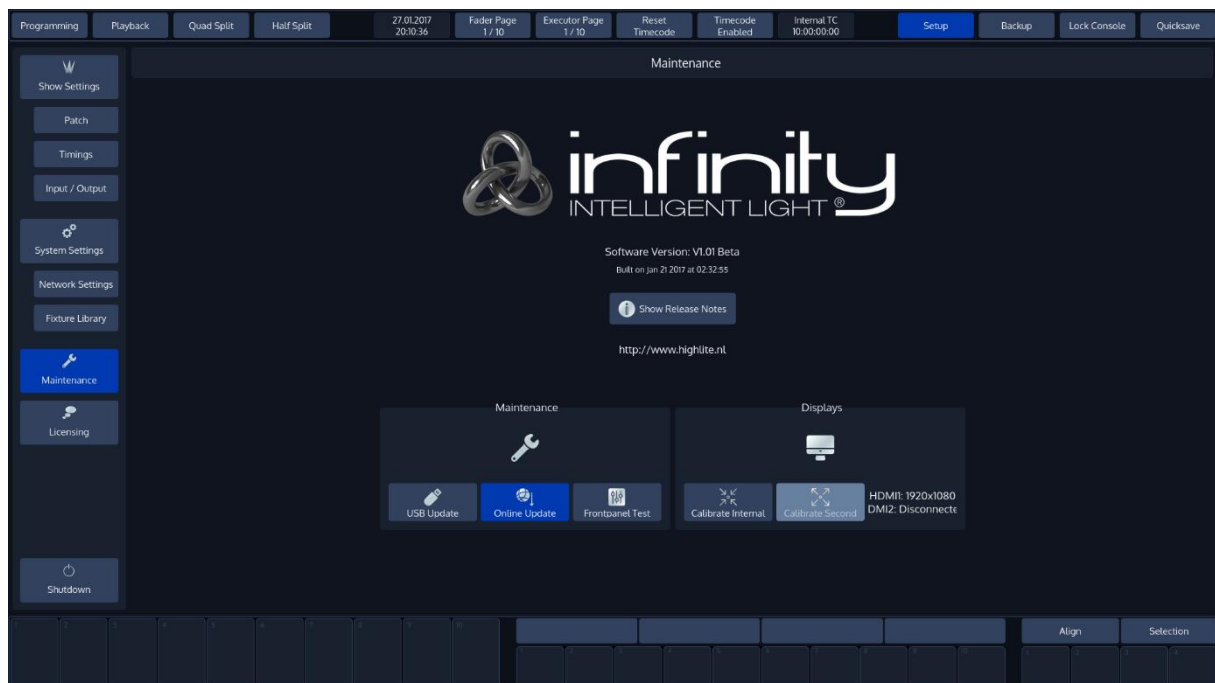 Programming
Playback
Quad Split
Half Split
27.01.2017
20:10:36
Fader Page
1 / 10
Executor Page
1 / 10
Reset
Timecode
Timecode
Enabled
Internal TC
10:00:00:00
Setup
Backup
Lock Console
Quicksave
Maintenance
Show Settings
Patch
Timings
Input / Output
System Settings
Network Settings
Fixture Library
Maintenance
Licensing
Shutdown
infinity
INTELLIGENT LIGHT ®
Software Version: V1.01 Beta
Built on Jan 21 2017 at 02:32:55
Show Release Notes
http://www.highlite.nl
Maintenance
USB Update
Online Update
Frontpanel Test
Displays
Calibrate Internal
Calibrate Second
HDMI1: 1920x1080
DMI2: Disconnecte
Align
Selection